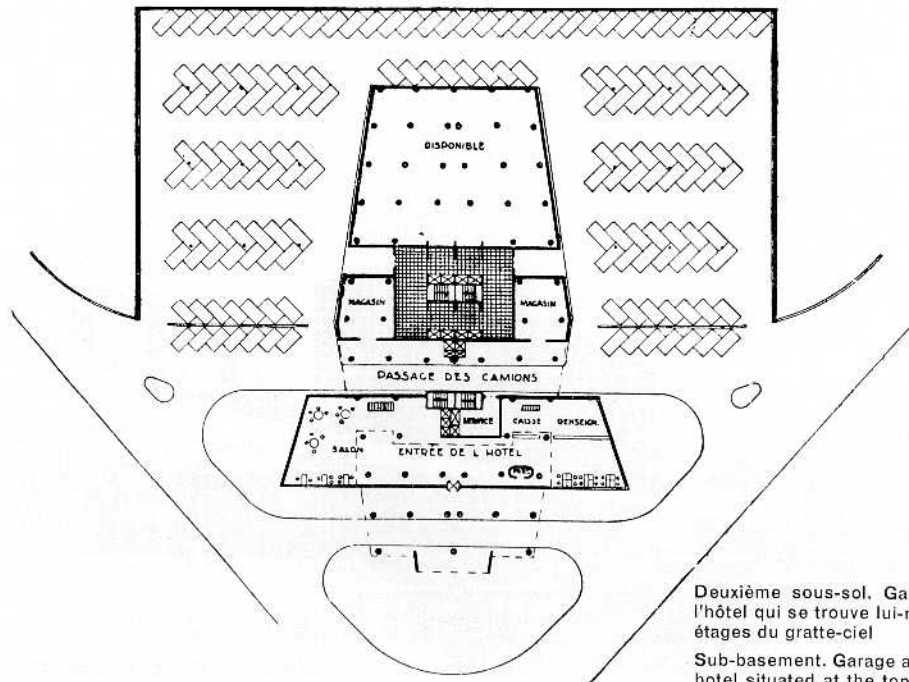 DISPONIBLE
MAGASIN
MAGASIN
PASSAGE DES CAMIONS
SERVICE
CAISSE
RENSEIGN.
SALON
ENTRÉE DE L HOTEL
Deuxième sous-sol. Ga
l'hôtel qui se trouve lui-
étages du gratte-ciel
Sub-basement. Garage a
hotel situated at the top